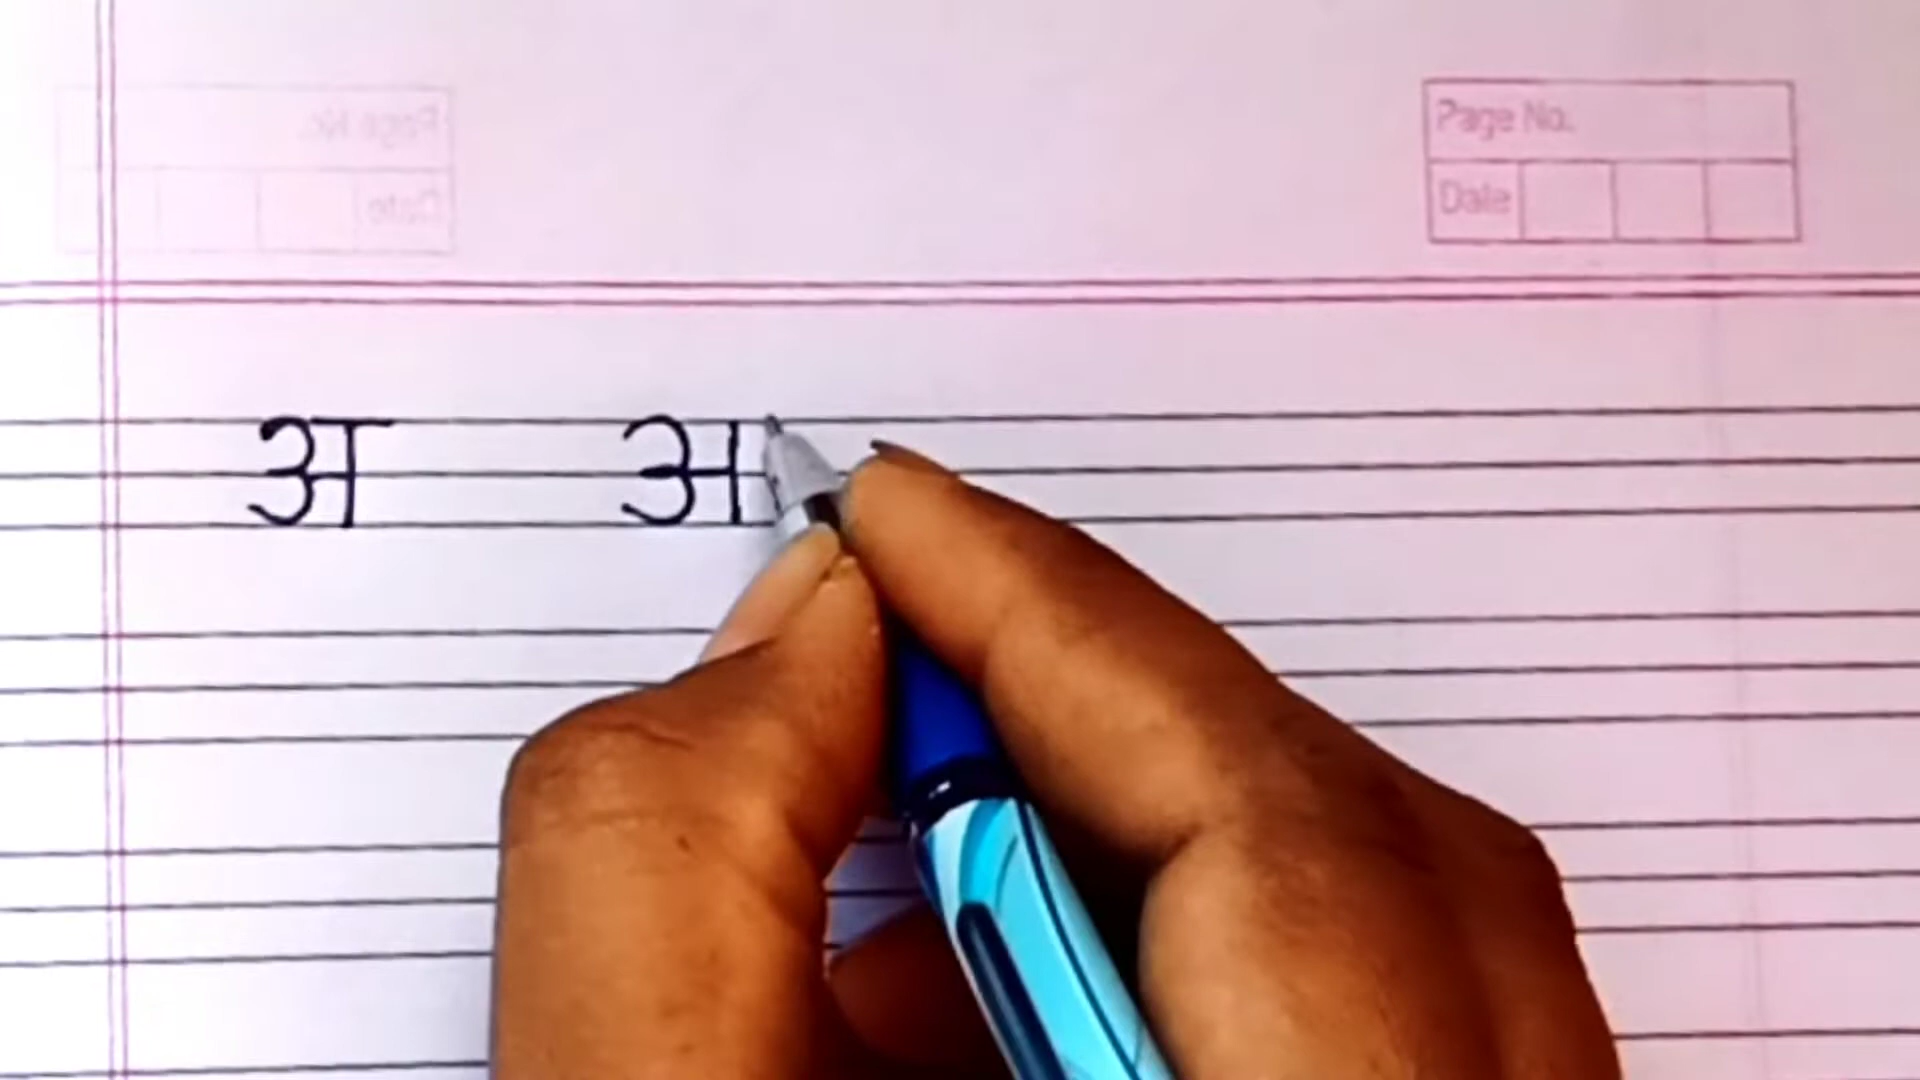 Page No.
Date
अ अ